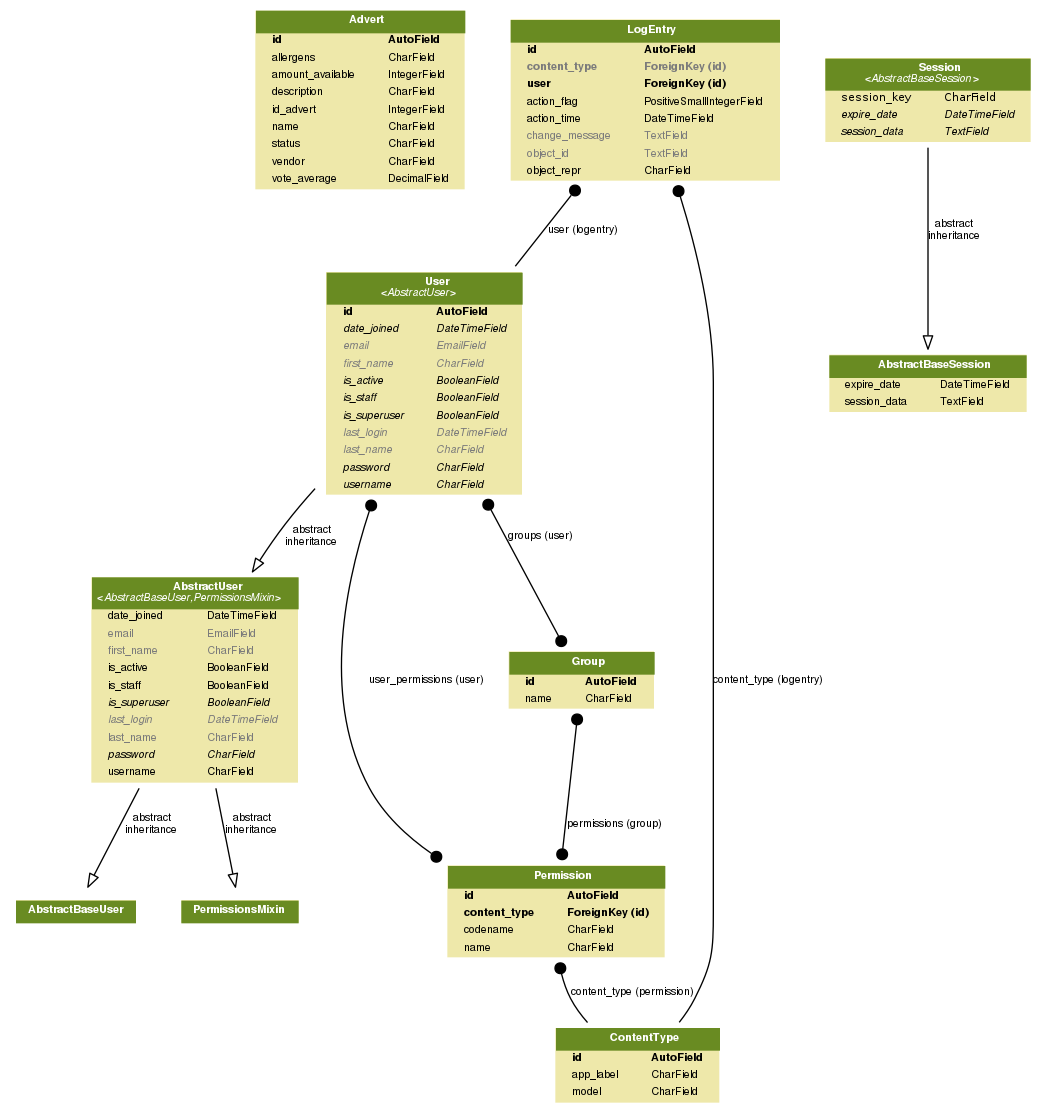 Advert
id AutoField
allergens CharField
amount_available IntegerField
description CharField
id_advert IntegerField
name CharField
status CharField
vendor CharField
vote_average DecimalField
LogEntry
id AutoField
content_type ForeignKey (id)
user ForeignKey (id)
action_flag PositiveSmallIntegerField
action_time DateTimeField
change_message TextField
object_id TextField
object_repr CharField
Session
<AbstractBaseSession>
session_key CharField
expire_date DateTimeField
session_data TextField
user (logentry)
abstract
inheritance
User
<AbstractUser>
id AutoField
date_joined DateTimeField
email EmailField
first_name CharField
is_active BooleanField
is_staff BooleanField
is_superuser BooleanField
last_login DateTimeField
last_name CharField
password CharField
username CharField
AbstractBaseSession
expire_date DateTimeField
session_data TextField
abstract
inheritance
groups (user)
AbstractUser
<AbstractBaseUser,PermissionsMixin>
date_joined DateTimeField
email EmailField
first_name CharField
is_active BooleanField
is_staff BooleanField
is_superuser BooleanField
last_login DateTimeField
last_name CharField
password CharField
username CharField
user_permissions (user)
Group
id AutoField
name CharField
content_type (logentry)
abstract
inheritance
abstract
inheritance
permissions (group)
AbstractBaseUser
PermissionsMixin
Permission
id AutoField
content_type ForeignKey (id)
codename CharField
name CharField
content_type (permission)
ContentType
id AutoField
app_label CharField
model CharField